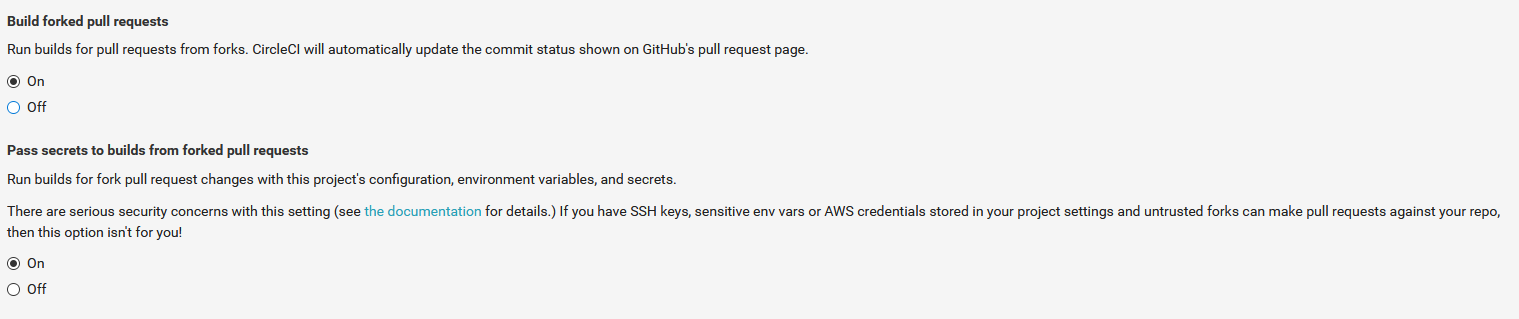 Build forked pull requests
Run builds for pull requests from forks. CircleCI will automatically update the commit status shown on GitHub's pull request page.
On
Off
Pass secrets to builds from forked pull requests
Run builds for fork pull request changes with this project's configuration, environment variables, and secrets.
There are serious security concerns with this setting (see the documentation for details.) If you have SSH keys, sensitive env vars or AWS credentials stored in your project settings and untrusted forks can make pull requests against your repo,
then this option isn't for you!
On
Off